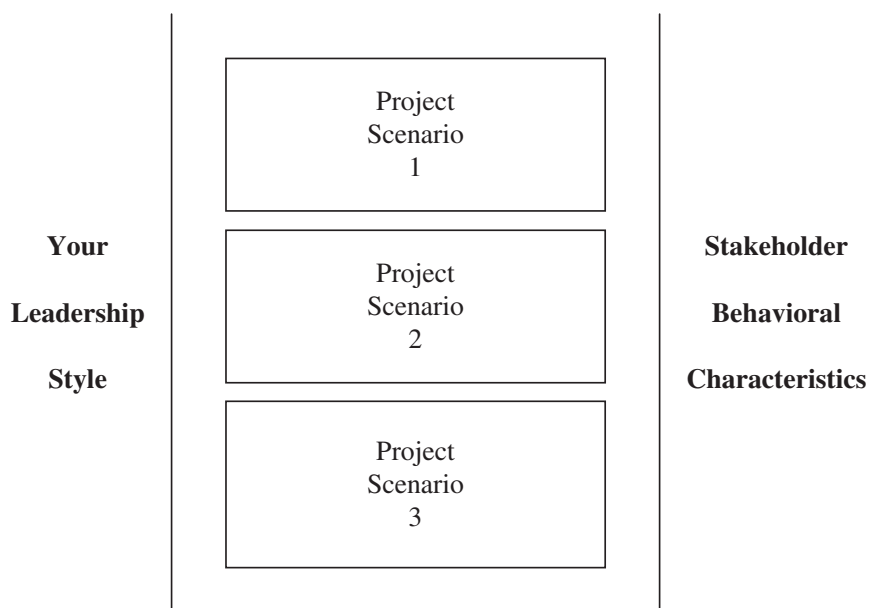 Your
Leadership
Style
Project
Scenario
1
Project
Scenario
2
Project
Scenario
3
Stakeholder
Behavioral
Characteristics